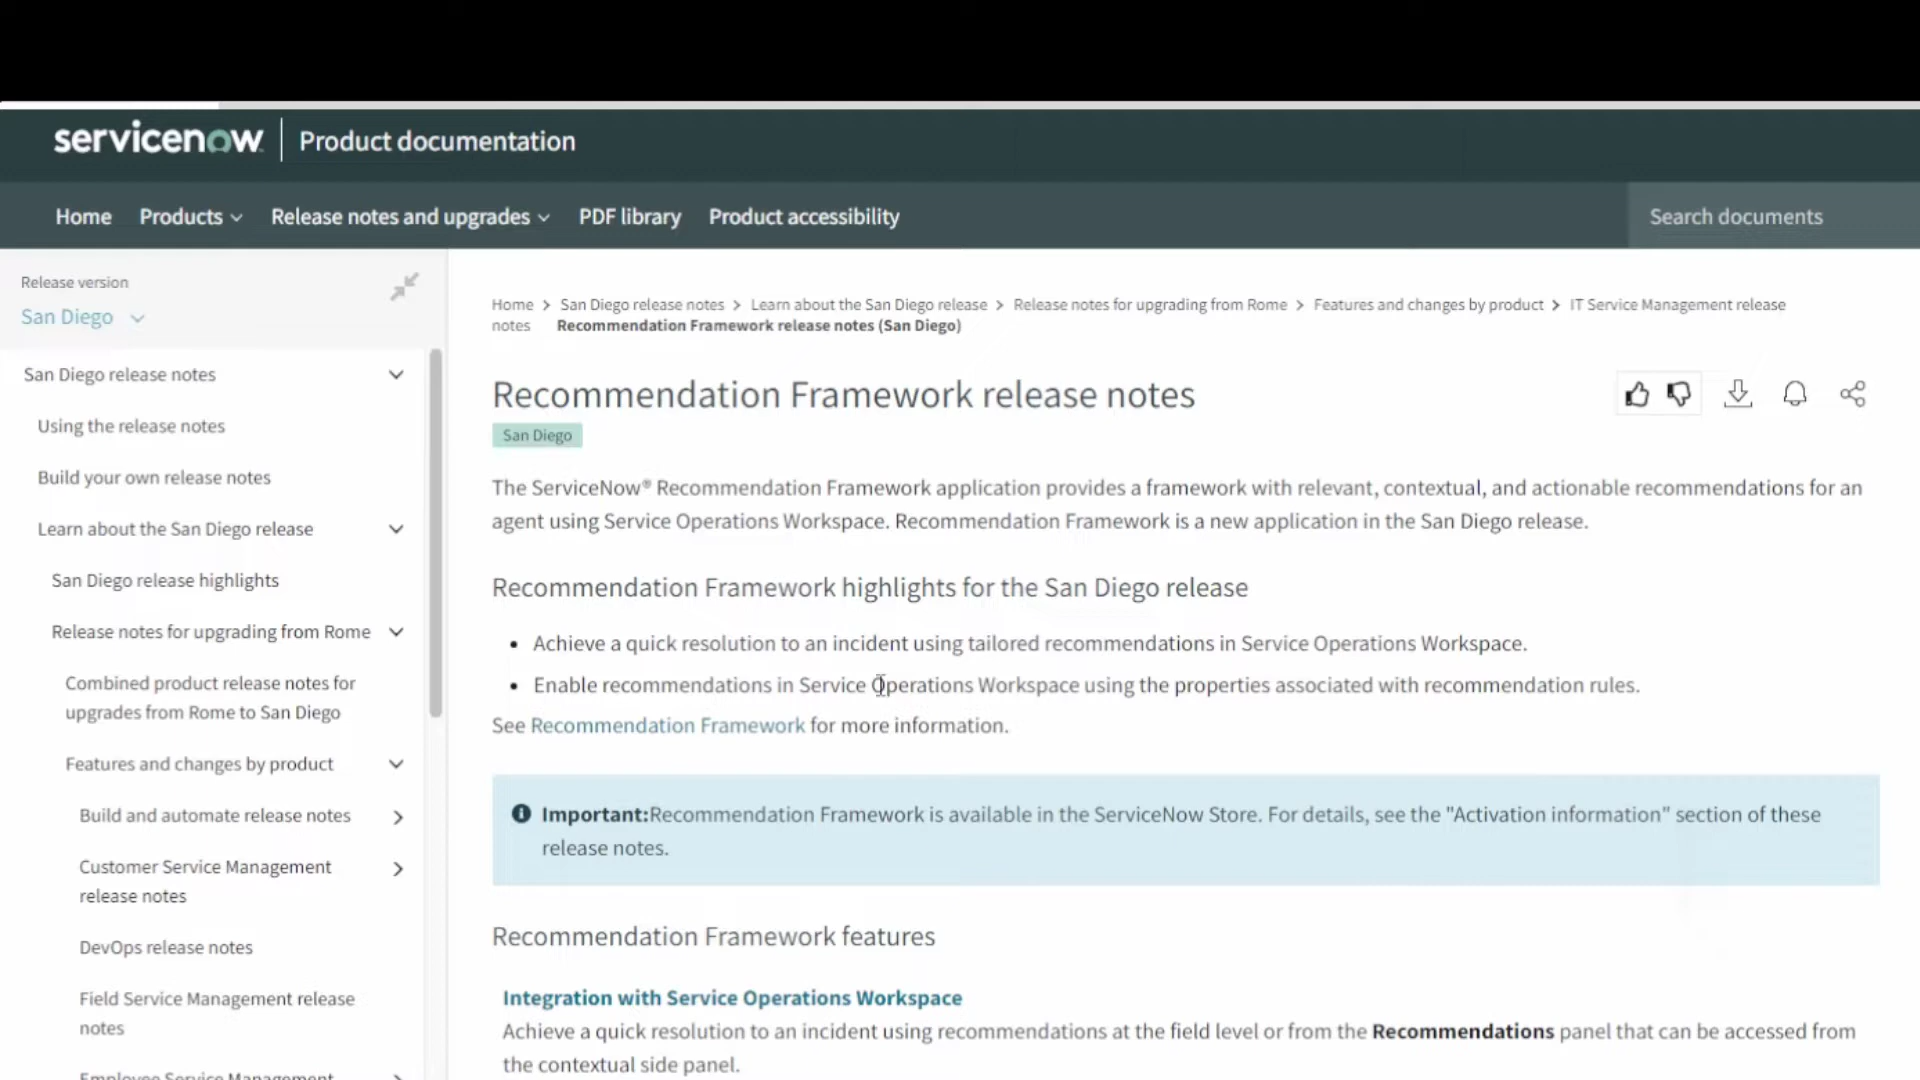 servicenow
Product documentation
Home
Products
Release notes and upgrades
PDF library
Product accessibility
Search documents
Release version
San Diego
San Diego release notes
Using the release notes
Build your own release notes
Learn about the San Diego release
San Diego release highlights
Release notes for upgrading from Rome
Combined product release notes for
upgrades from Rome to San Diego
Features and changes by product
Build and automate release notes
Customer Service Management
release notes
DevOps release notes
Field Service Management release
notes
Employee Service Management
Home > San Diego release notes > Learn about the San Diego release > Release notes for upgrading from Rome > Features and changes by product > IT Service Management release
notes Recommendation Framework release notes (San Diego)
Recommendation Framework release notes
San Diego
The ServiceNow® Recommendation Framework application provides a framework with relevant, contextual, and actionable recommendations for an
agent using Service Operations Workspace. Recommendation Framework is a new application in the San Diego release.
Recommendation Framework highlights for the San Diego release
• Achieve a quick resolution to an incident using tailored recommendations in Service Operations Workspace.
• Enable recommendations in Service Operations Workspace using the properties associated with recommendation rules.
See Recommendation Framework for more information.
Important:Recommendation Framework is available in the ServiceNow Store. For details, see the "Activation information" section of these
release notes.
Recommendation Framework features
Integration with Service Operations Workspace
Achieve a quick resolution to an incident using recommendations at the field level or from the Recommendations panel that can be accessed from
the contextual side panel.